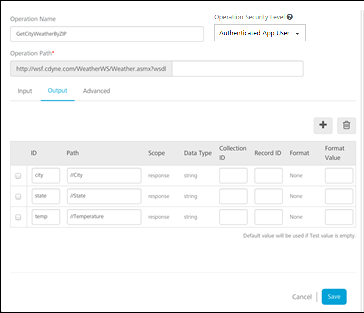 Operation Name
Operation Security Level ?
GetCityWeatherByZIP
Authenticated App User
Operation Path*
http://wsf.cdyne.com/WeatherWS/Weather.asmx?wsdl
Input Output Advanced
ID Path Scope Data Type Collection ID Record ID Format Format Value
city //City response string None
state //State response string None
temp //Temperature response string None
Default value will be used if Test value is empty.
Cancel Save